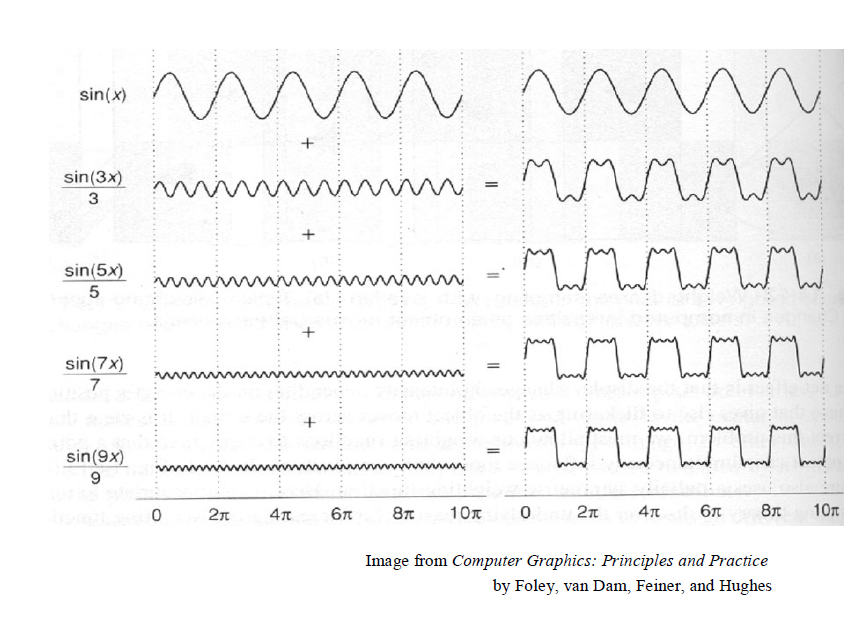 sin(x)
+
sin(3x)
3
=
+
sin(5x)
5
=
+
sin(7x)
7
=
+
sin(9x)
9
=
0 2π 4π 6π 8π 10π 0 2π 4π 6π 8π 10π
Image from Computer Graphics: Principles and Practice
by Foley, van Dam, Feiner, and Hughes